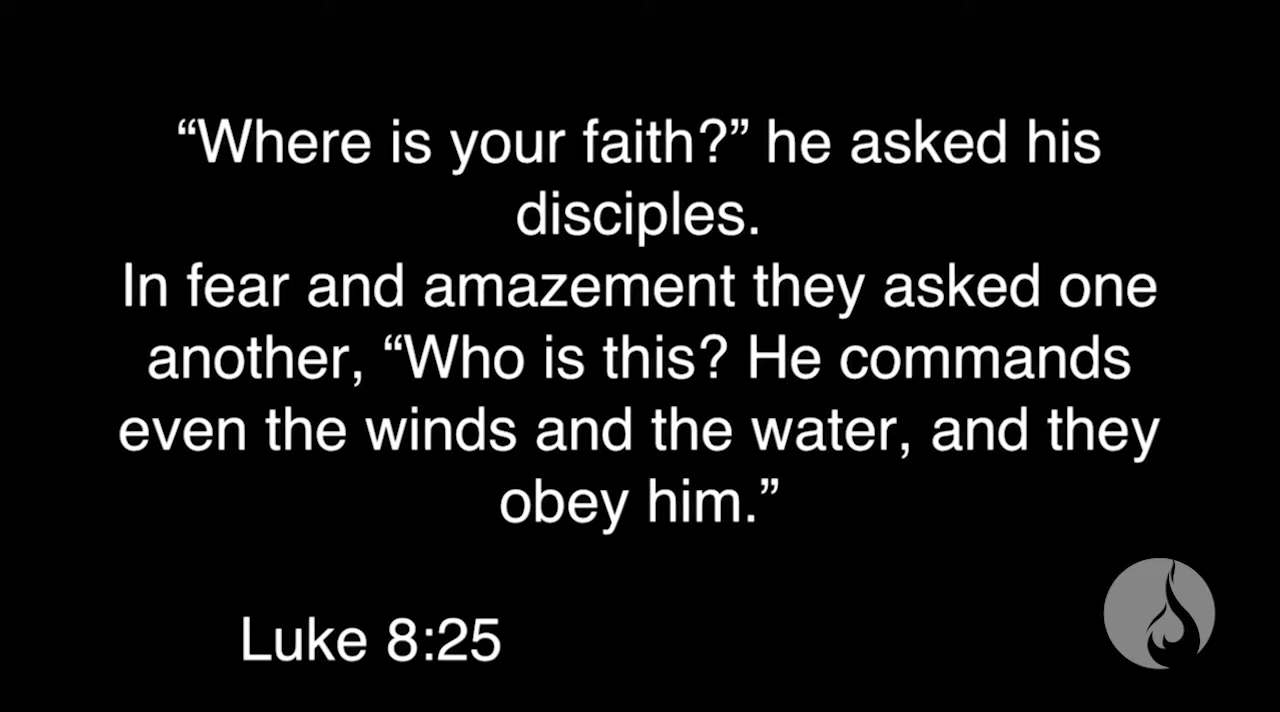 “Where is your faith?” he asked his
disciples.
In fear and amazement they asked one
another, “Who is this? He commands
even the winds and the water, and they
obey him.”
Luke 8:25